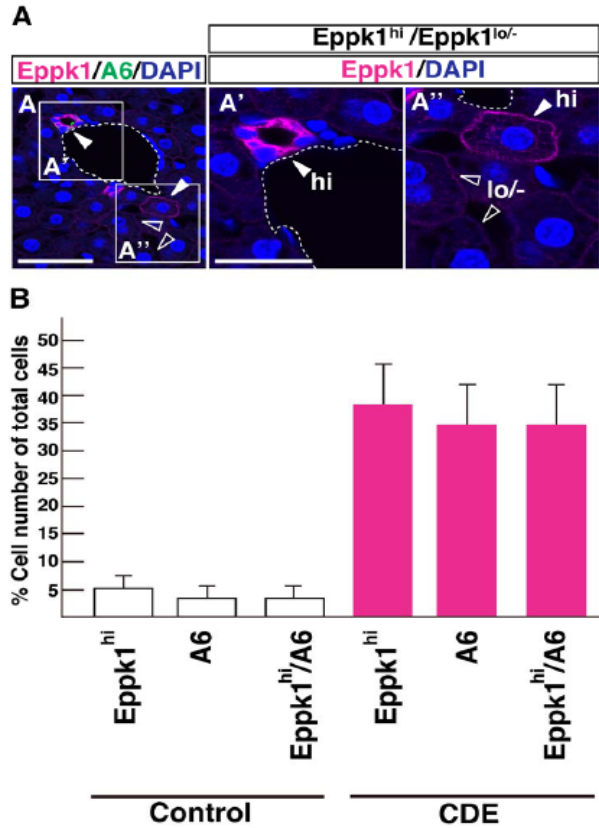 A
Eppk1hi/Eppk1lo/-
Eppk1/A6/DAPI
Eppk1/DAPI
A
A'
A''
A'
A''
hi
hi
lo/-
B
% Cell number of total cells
50
45
40
35
30
25
20
15
10
5
Eppk1hi
A6
Eppk1hi/A6
Eppk1hi
A6
Eppk1hi/A6
Control
CDE